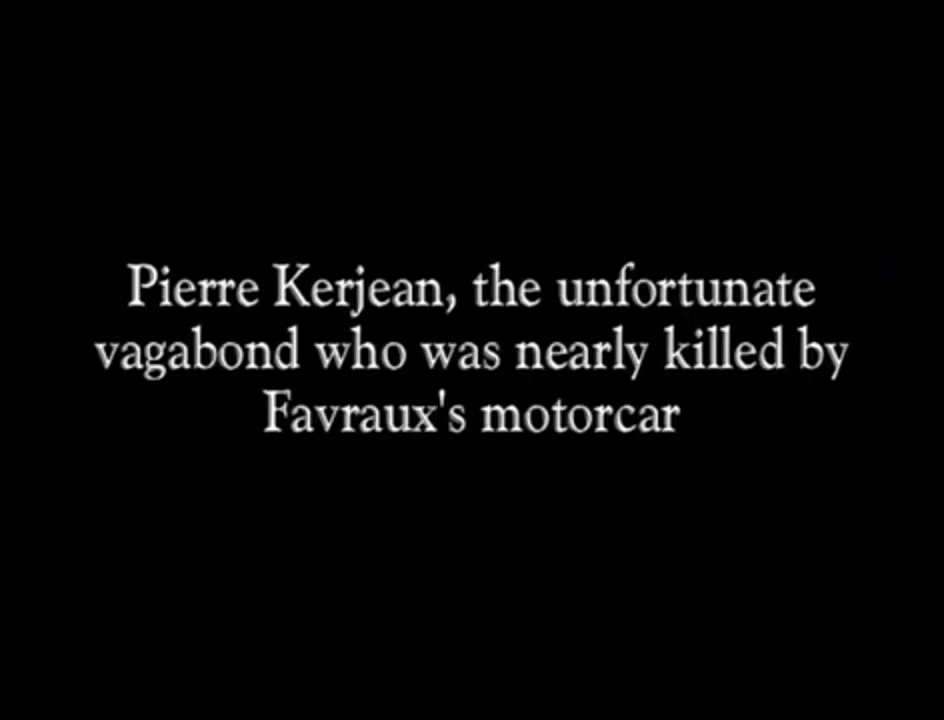 Pierre Kerjean, the unfortunate
vagabond who was nearly killed by
Favraux's motorcar